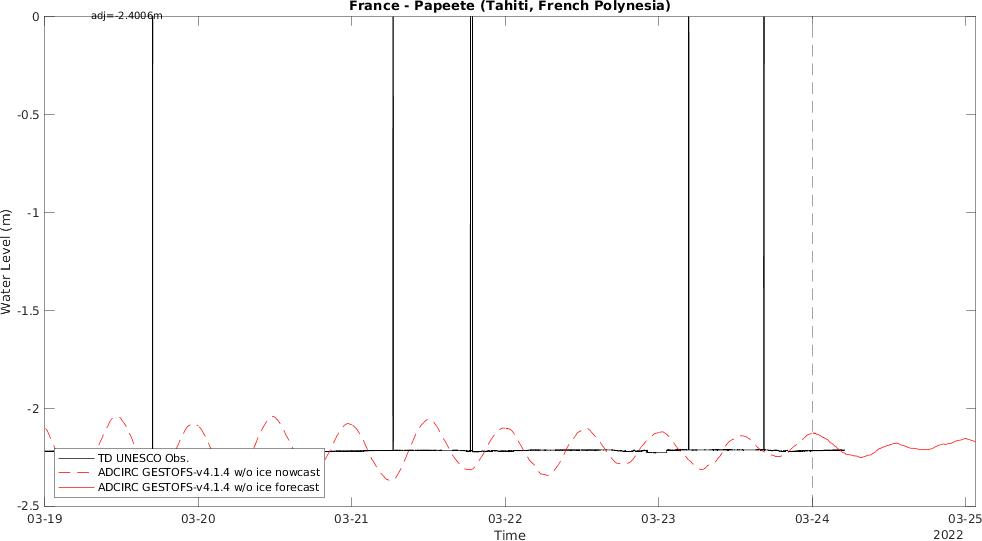 France - Papeete (Tahiti, French Polynesia)
adj=-2.4006m
0
-0.5
-1
-1.5
-2
-2.5
Water Level (m)
TD UNESCO Obs.
ADCIRC GESTOFS-v4.1.4 w/o ice nowcast
ADCIRC GESTOFS-v4.1.4 w/o ice forecast
03-19
03-20
03-21
03-22
03-23
03-24
03-25
Time
2022